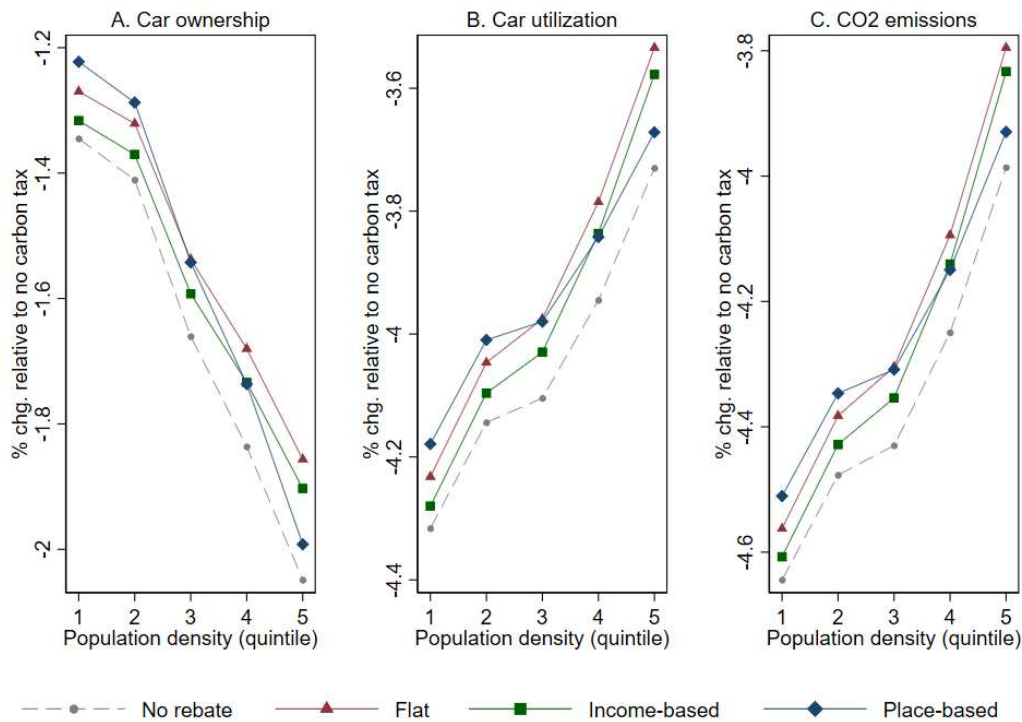 A. Car ownership
% chg. relative to no carbon tax
-1.2
-1.4
-1.6
-1.8
-2
1 2 3 4 5
Population density (quintile)
B. Car utilization
% chg. relative to no carbon tax
-3.6
-3.8
-4
-4.2
-4.4
1 2 3 4 5
Population density (quintile)
C. CO2 emissions
% chg. relative to no carbon tax
-3.8
-4
-4.2
-4.4
-4.6
1 2 3 4 5
Population density (quintile)
No rebate Flat Income-based Place-based